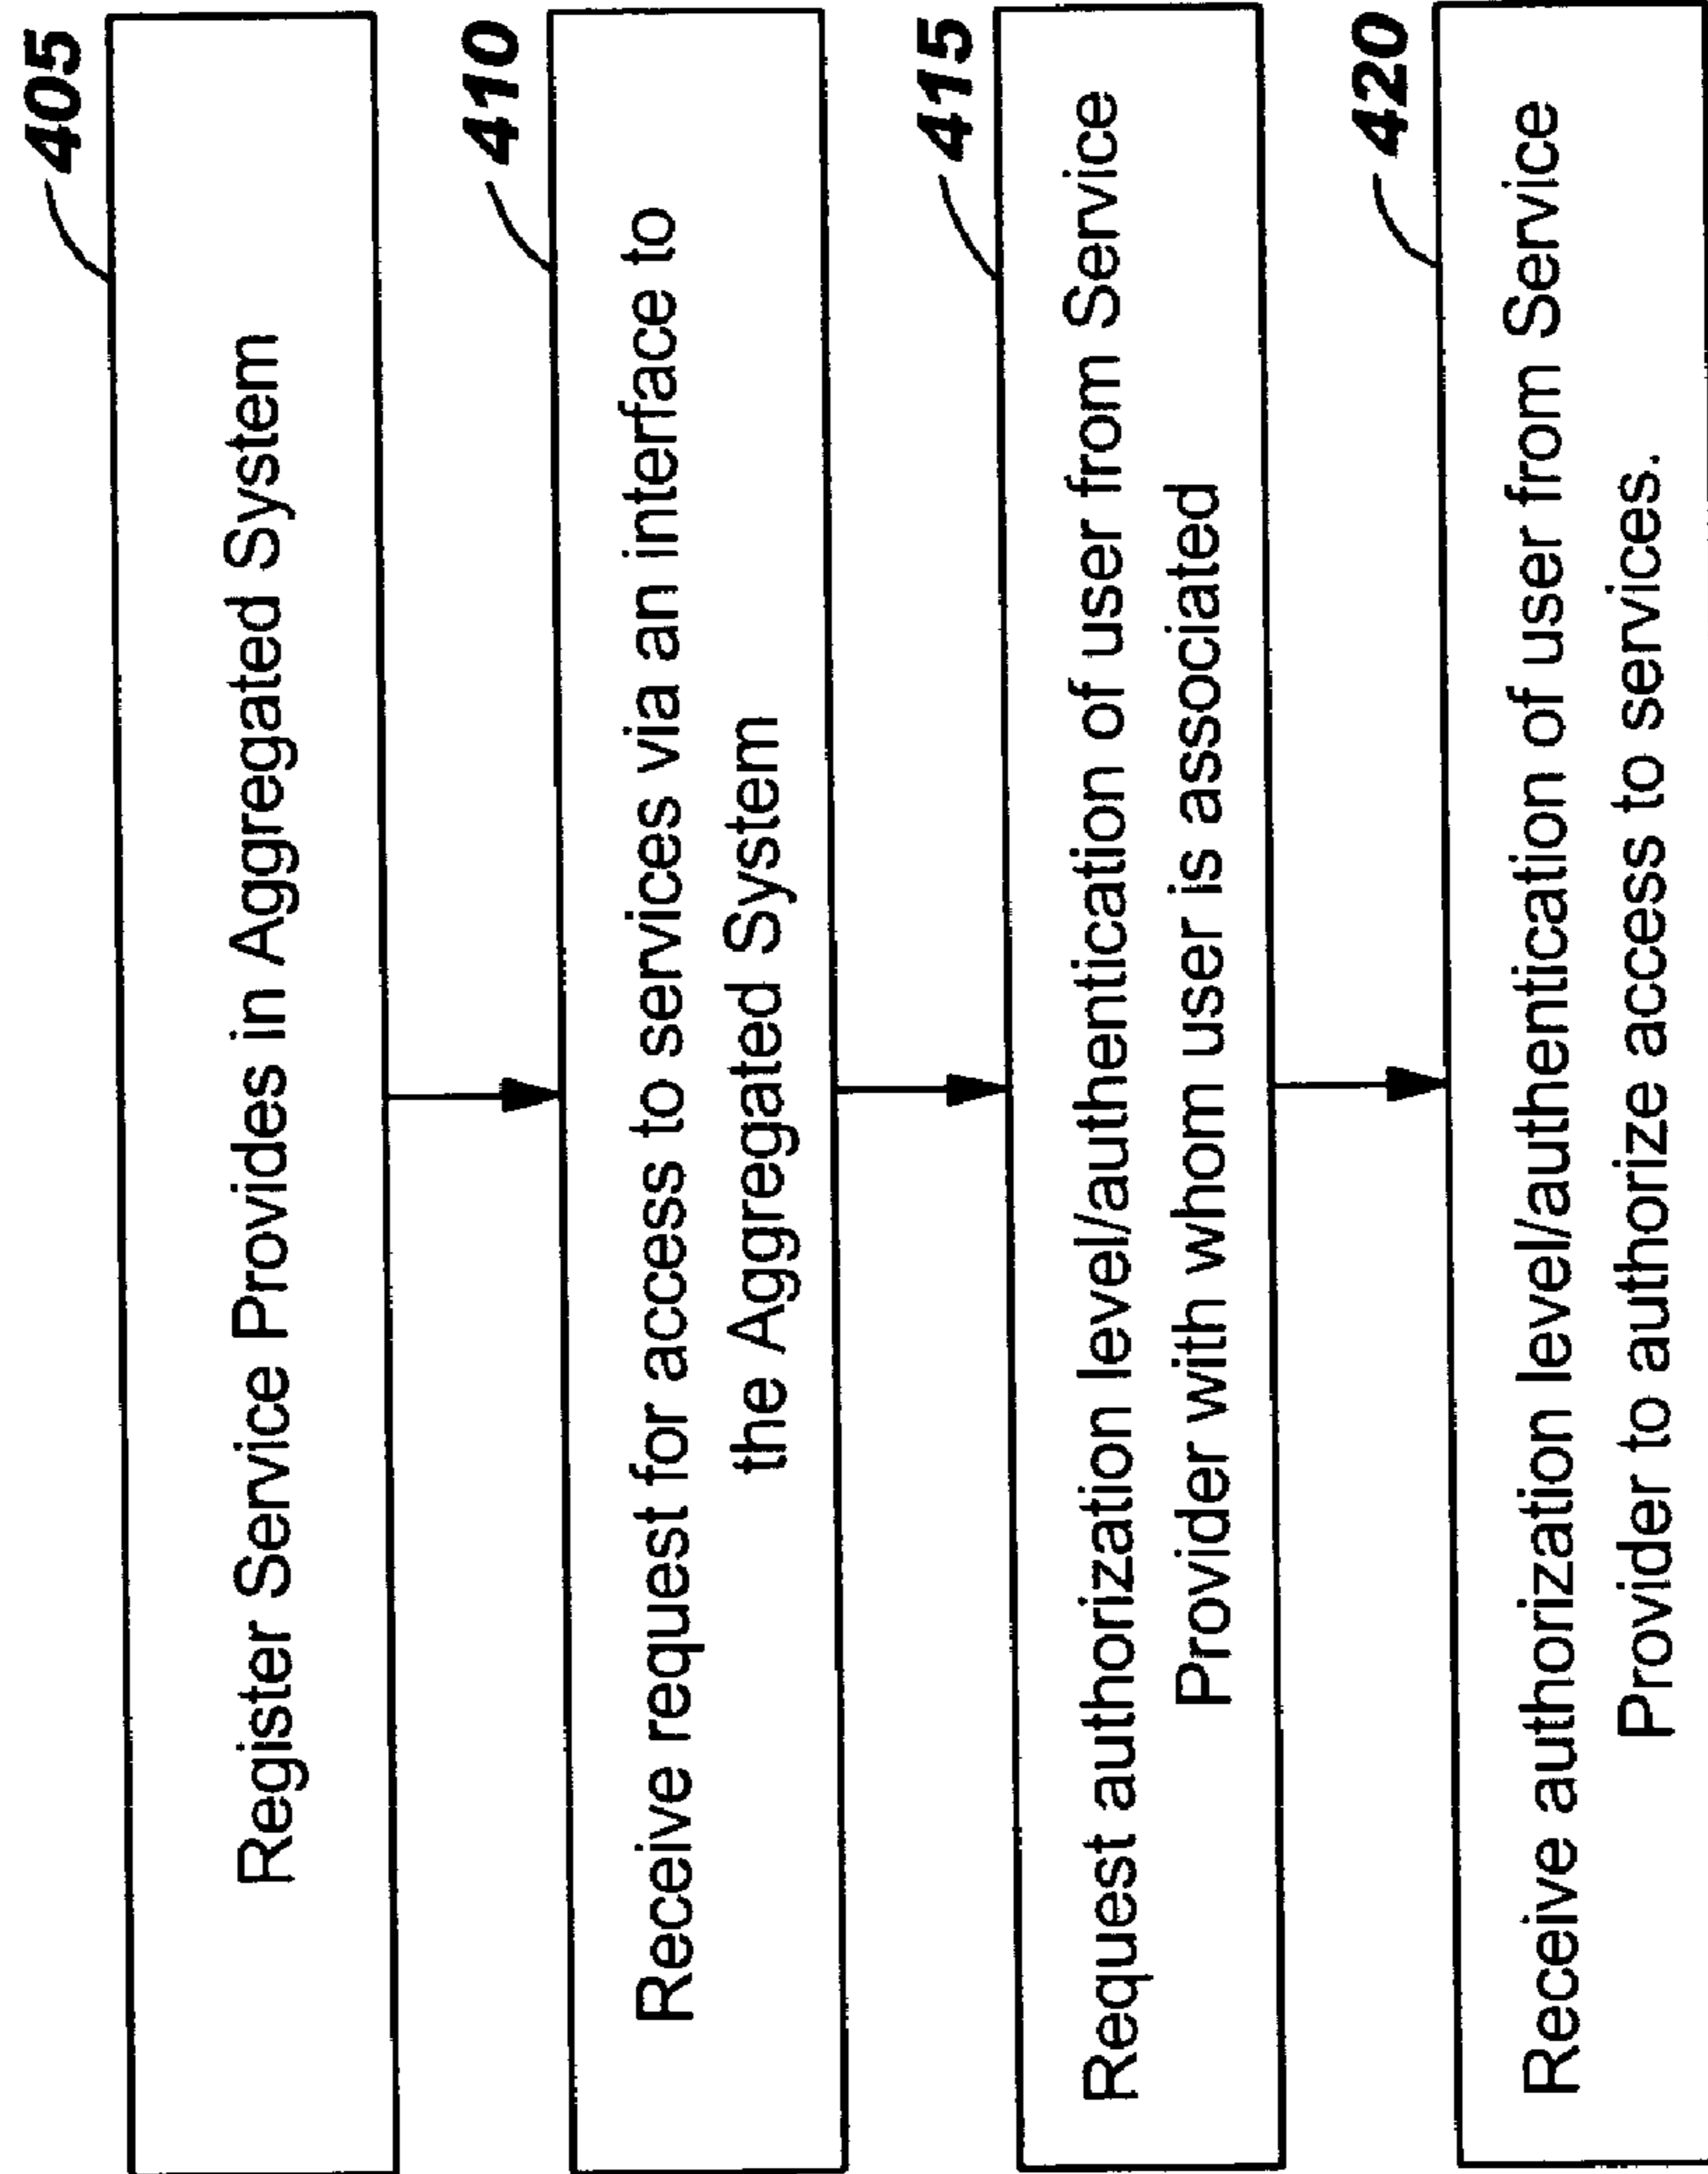 405
Register Service Provides in Aggregated System
410
Receive request for access to services via an interface to
the Aggregated System
415
Request authorization level/authentication of user from Service
Provider with whom user is associated
420
Receive authorization level/authentication of user from Service
Provider to authorize access to services.